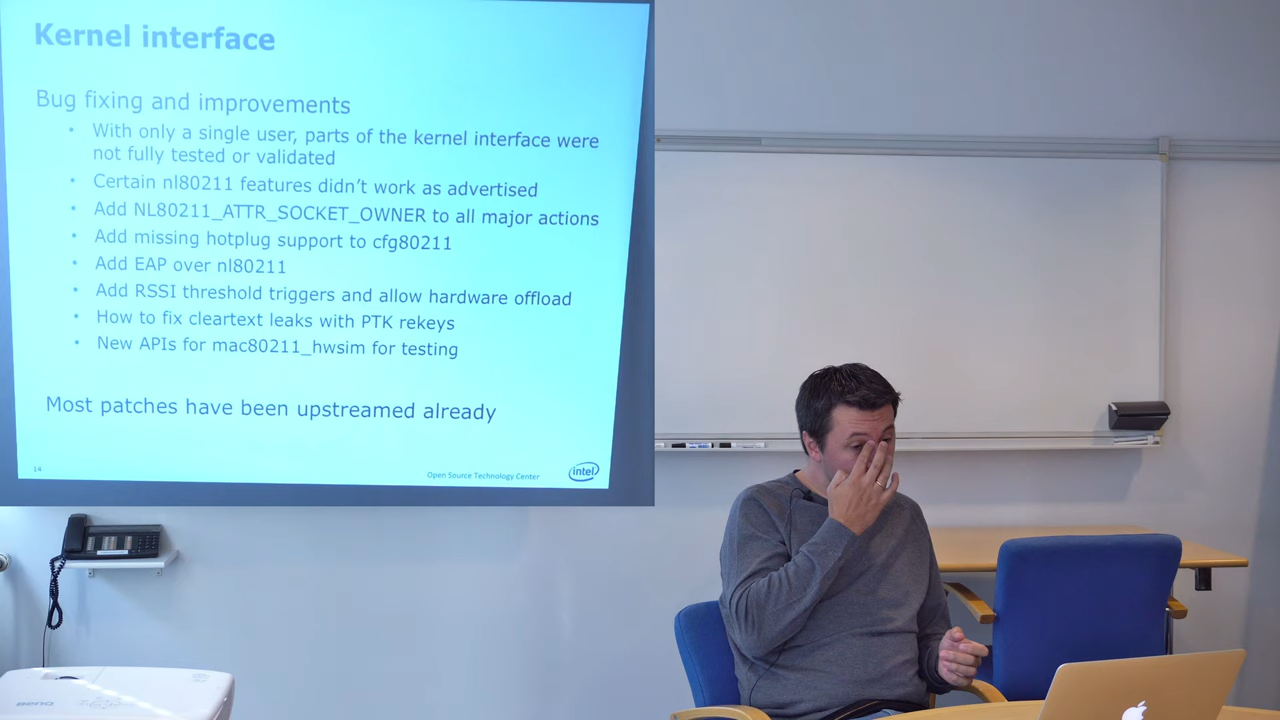 Kernel interface
Bug fixing and improvements
• With only a single user, parts of the kernel interface were
not fully tested or validated
• Certain nl80211 features didn’t work as advertised
• Add NL80211_ATTR_SOCKET_OWNER to all major actions
• Add missing hotplug support to cfg80211
• Add EAP over nl80211
• Add RSSI threshold triggers and allow hardware offload
• How to fix cleartext leaks with PTK rekeys
• New APIs for mac80211_hwsim for testing
Most patches have been upstreamed already
14
Open Source Technology Center
intel
BenQ